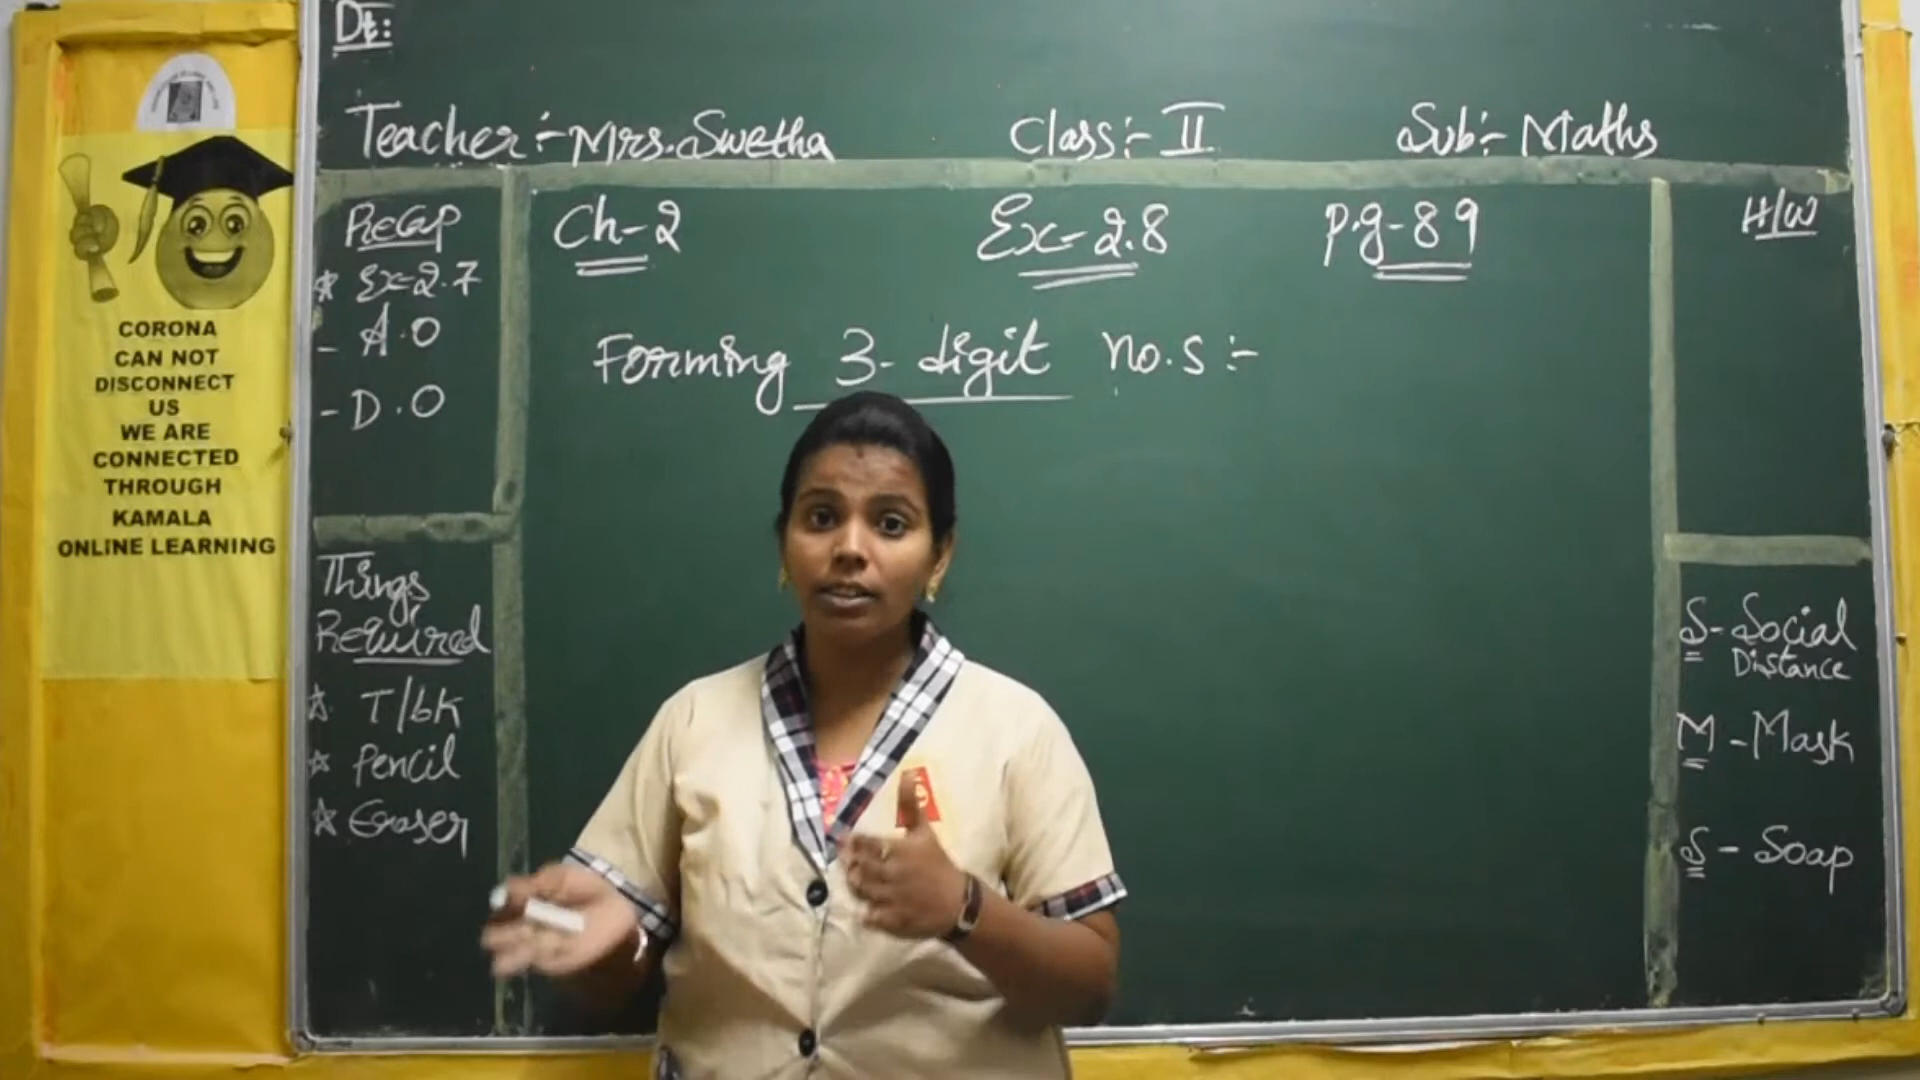 Dt:
Teacher:- Mrs. Swetha Class:- II Sub:- Maths
CORONA
CAN NOT
DISCONNECT
US
WE ARE
CONNECTED
THROUGH
KAMALA
ONLINE LEARNING
Recap
* Ex-2.7
- A.O
- D.O
Things
Required
* T/bk
* Pencil
* Eraser
Ch-2 Ex-2.8 P.g-89
Forming 3-digit no.s:-
H/W
S - Social
Distance
M - Mask
S - Soap